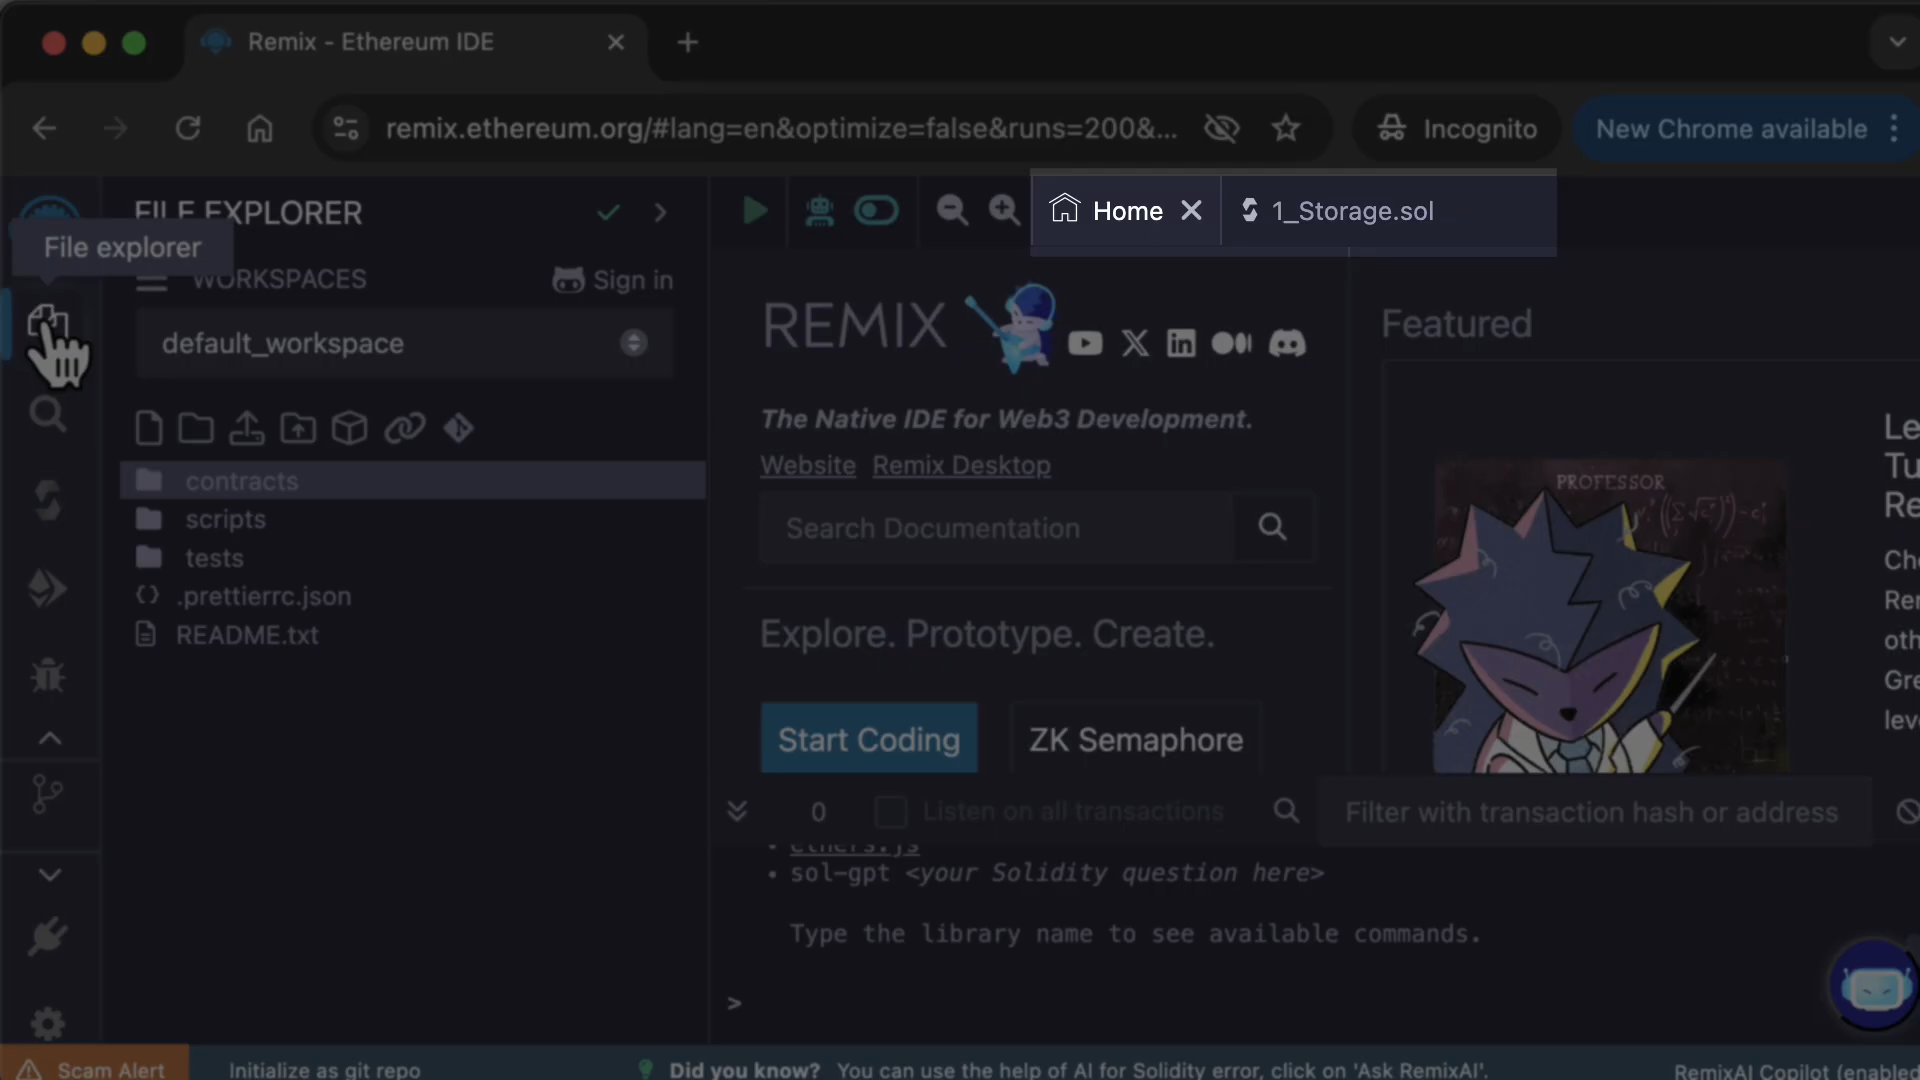 Remix - Ethereum IDE
remix.ethereum.org/#lang=en&optimize=false&runs=200&...
Incognito
New Chrome available
FILE EXPLORER
File explorer
WORKSPACES
Sign in
default_workspace
contracts
scripts
tests
.prettierrc.json
README.txt
Home
1_Storage.sol
REMIX
The Native IDE for Web3 Development.
Website Remix Desktop
Search Documentation
Explore. Prototype. Create.
Start Coding
ZK Semaphore
Featured
PROFESSOR
0
Listen on all transactions
Filter with transaction hash or address
• ethers.js
• sol-gpt <your Solidity question here>
Type the library name to see available commands.
>
Scam Alert
Initialize as git repo
Did you know? You can use the help of AI for Solidity error, click on 'Ask RemixAI'.
RemixAI Copilot (enabled